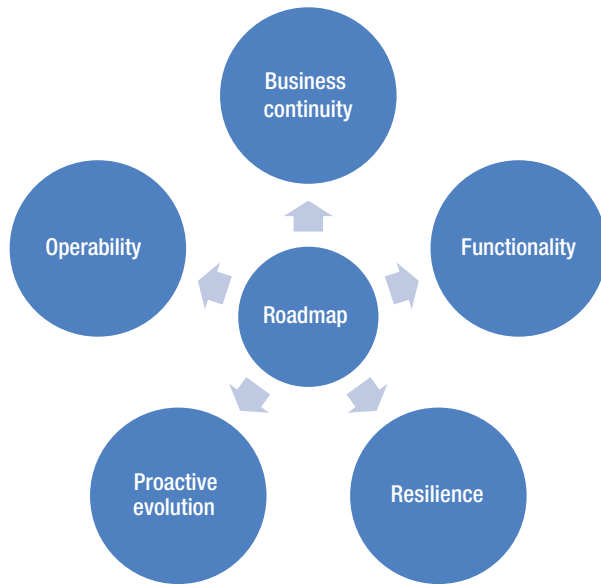 Business
continuity
Operability
Functionality
Roadmap
Proactive
evolution
Resilience